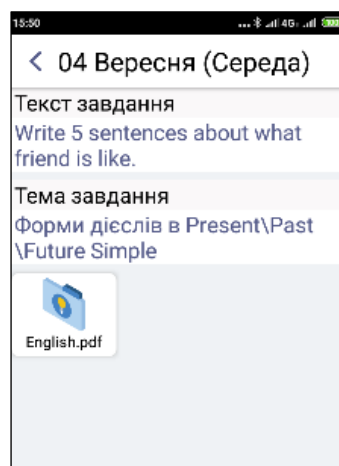 15:50
4G
04 Вересня (Середа)
Текст завдання
Write 5 sentences about what
friend is like.
Тема завдання
Форми дієслів в Present\Past
\Future Simple
English.pdf